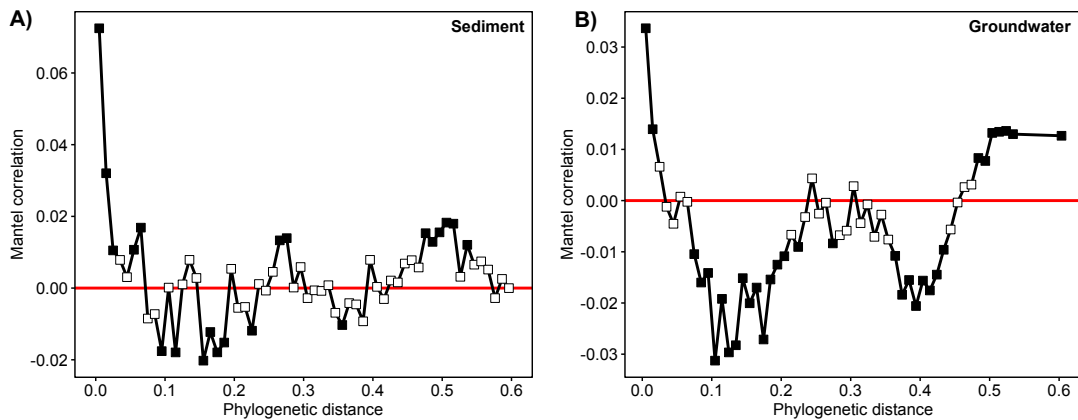 A)
Sediment
Mantel correlation
0.06
0.04
0.02
0.00
-0.02
0.0 0.1 0.2 0.3 0.4 0.5 0.6
Phylogenetic distance
B)
Groundwater
Mantel correlation
0.03
0.02
0.01
0.00
-0.01
-0.02
-0.03
0.0 0.1 0.2 0.3 0.4 0.5 0.6
Phylogenetic distance